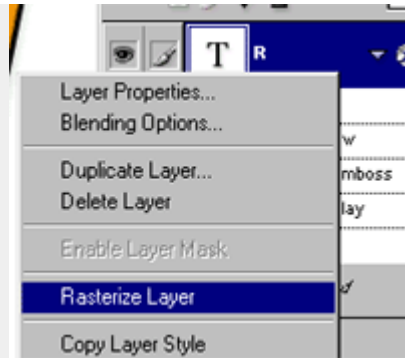 T R
Layer Properties...
Blending Options...
w
Duplicate Layer...
mboss
Delete Layer
lay
Enable Layer Mask
Rasterize Layer
Copy Layer Style